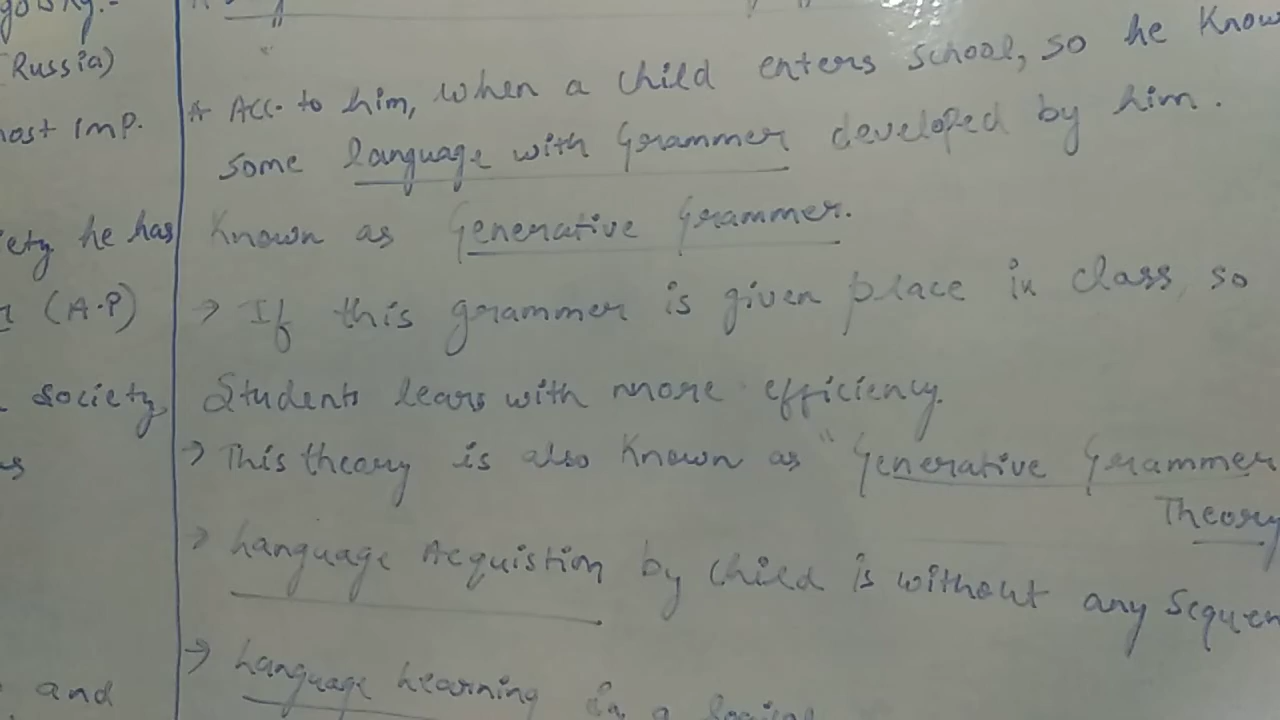 Russia)
imp.
ety he has
(A.P)
society,
and
* Acc. to him, when a child enters school, so he know
some language with Grammer developed by him.
Known as Generative Grammer.
→ If this grammer is given place in class, so
Students lears with more efficiency.
→ This theory is also known as "Generative Grammer
Theory
→ Language Acquistion by child is without any sequen
→ Language Learning